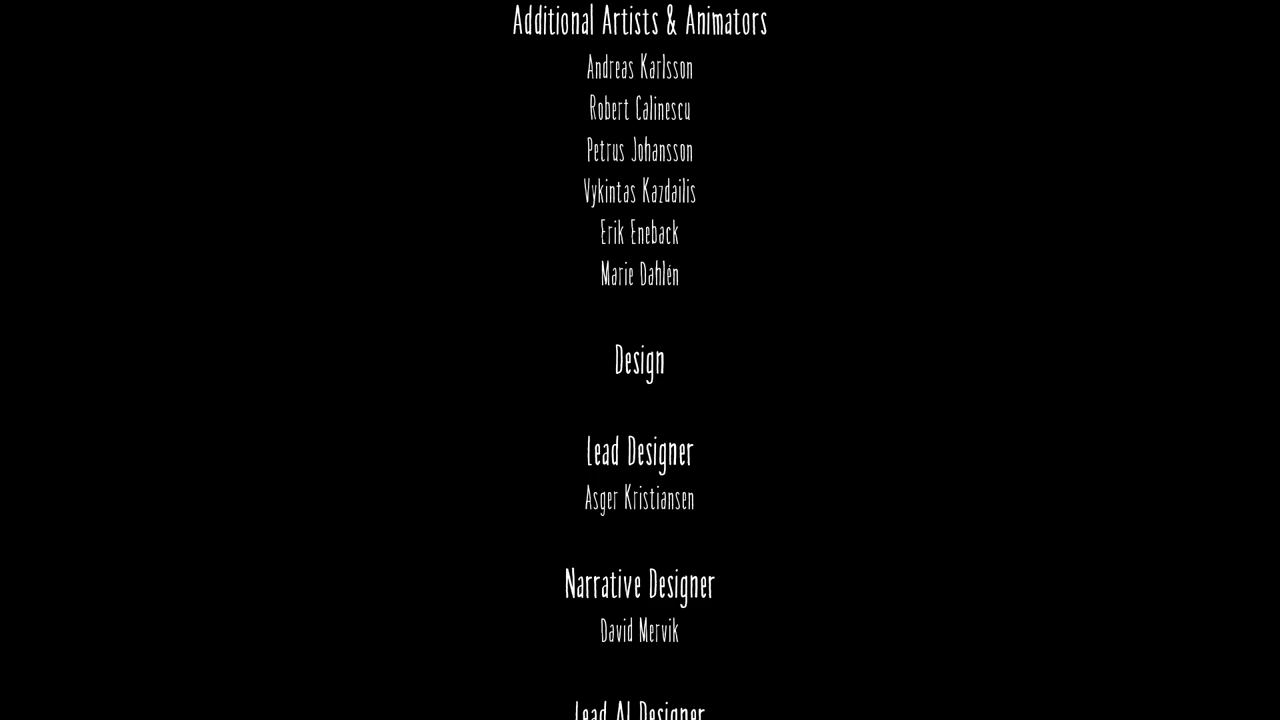 Additional Artists & Animators
Andreas Karlsson
Robert Calinescu
Petrus Johansson
Vykintas Kazdailis
Erik Eneback
Marie Dahlén
Design
Lead Designer
Asger Kristiansen
Narrative Designer
David Mervik
Lead AI Designer